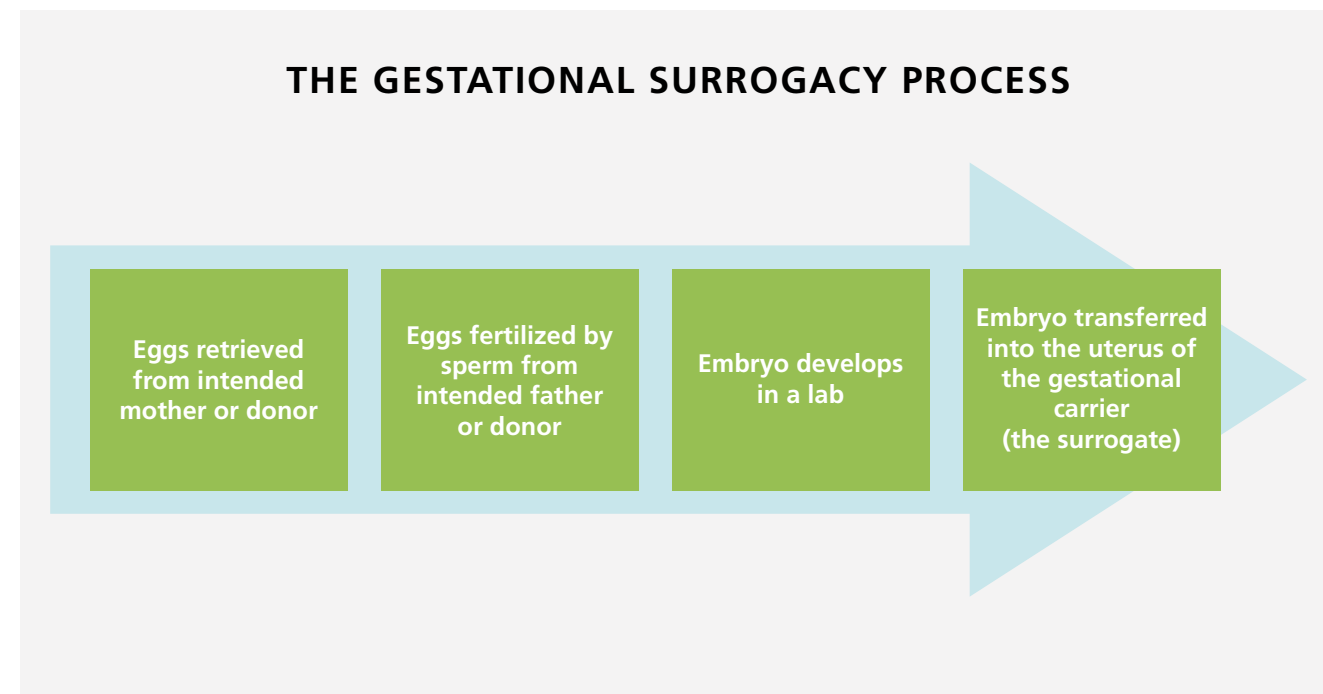 THE GESTATIONAL SURROGACY PROCESS
Eggs retrieved
from intended
mother or donor
Eggs fertilized by
sperm from
intended father
or donor
Embryo develops
in a lab
Embryo transferred
into the uterus of
the gestational
carrier
(the surrogate)